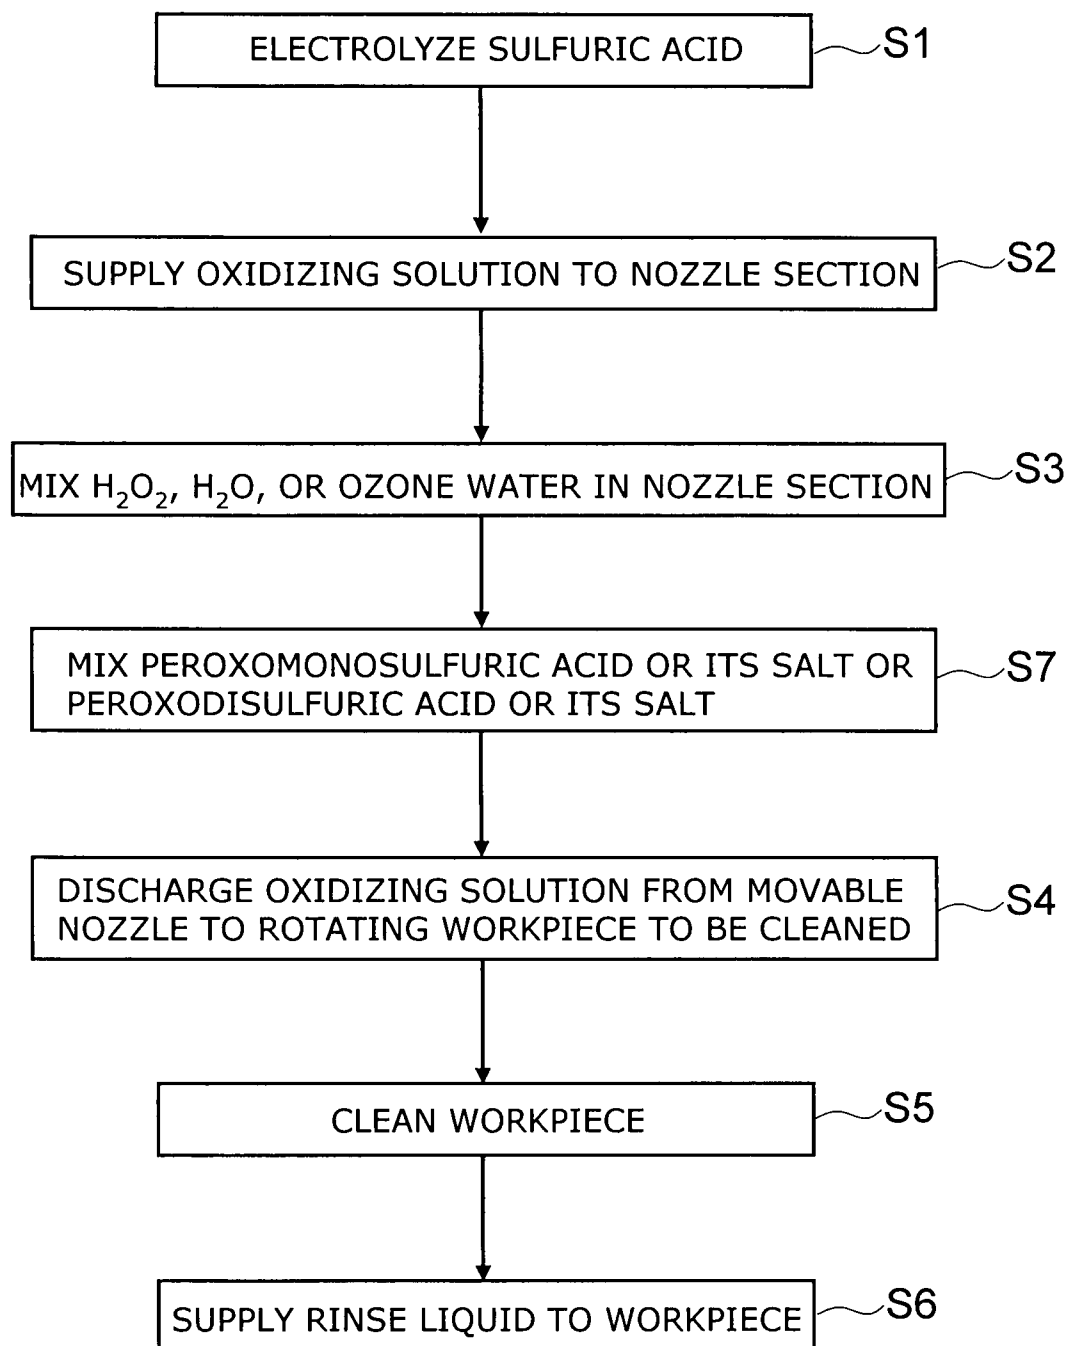 ELECTROLYZE SULFURIC ACID
S1
SUPPLY OXIDIZING SOLUTION TO NOZZLE SECTION
S2
MIX H₂O₂, H₂O, OR OZONE WATER IN NOZZLE SECTION
S3
MIX PEROXOMONOSULFURIC ACID OR ITS SALT OR
PEROXODISULFURIC ACID OR ITS SALT
S7
DISCHARGE OXIDIZING SOLUTION FROM MOVABLE
NOZZLE TO ROTATING WORKPIECE TO BE CLEANED
S4
CLEAN WORKPIECE
S5
SUPPLY RINSE LIQUID TO WORKPIECE
S6